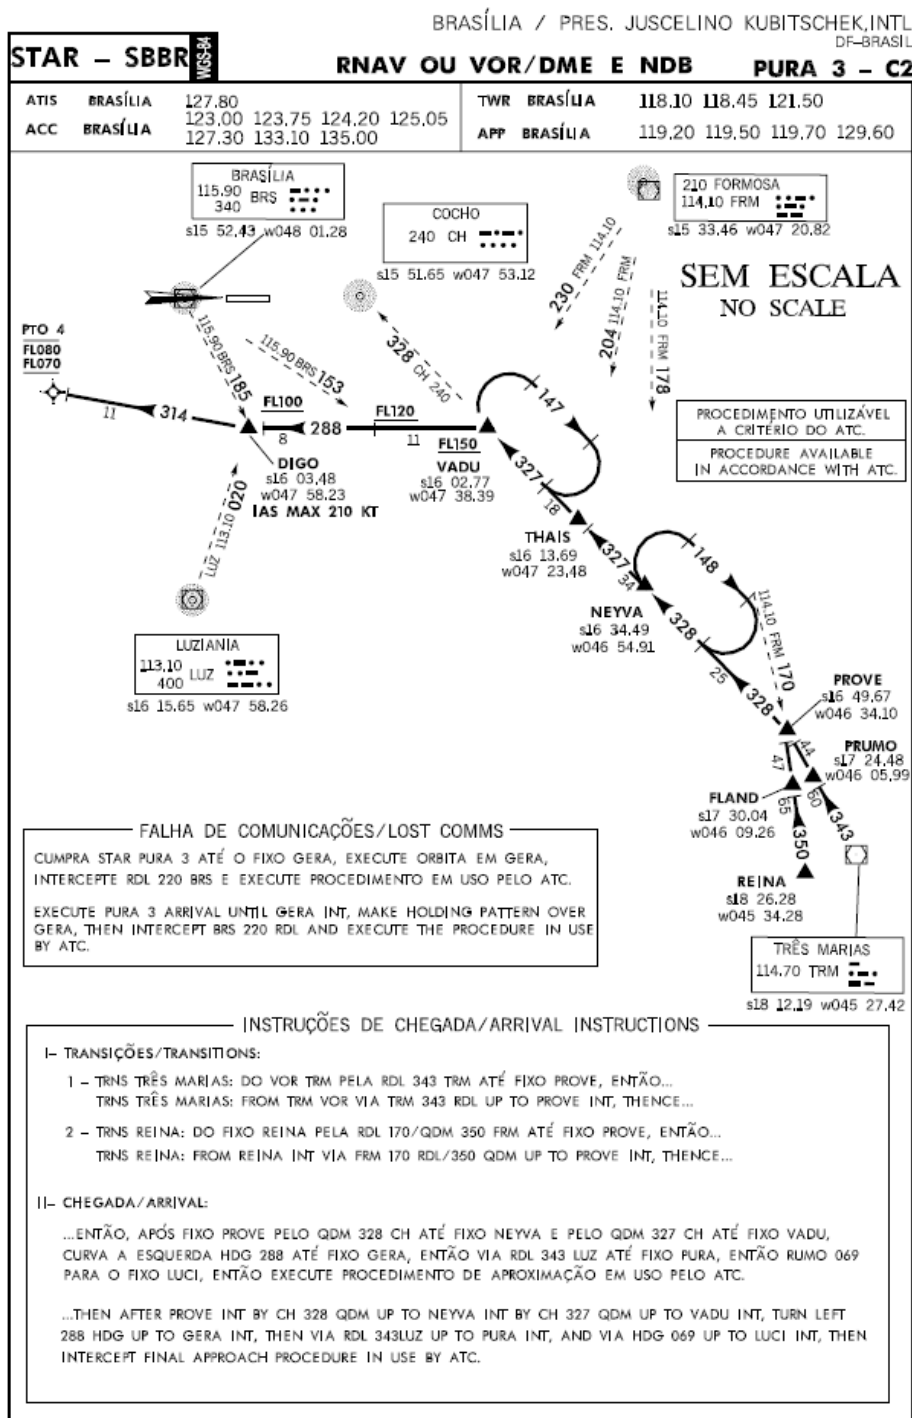 BRASÍLIA / PRES. JUSCELINO KUBITSCHEK,INTL
DF-BRASIL
STAR – SBBR WGS-84 RNAV OU VOR/DME E NDB PURA 3 – C2
ATIS BRASÍLIA 127.80
ACC BRASÍLIA 123.00 123.75 124.20 125.05
127.30 133.10 135.00
TWR BRASÍLIA 118.10 118.45 121.50
APP BRASÍLIA 119.20 119.50 119.70 129.60
BRASÍLIA
115.90 BRS
340
s15 52.43 w048 01.28
COCHO
240 CH
s15 51.65 w047 53.12
210 FORMOSA
114.10 FRM
s15 33.46 w047 20.82
SEM ESCALA
NO SCALE
230 FRM 114.10
204 114.10 FRM
114.10 FRM 178
PTO 4
FL080
FL070
115.90 BRS 185
115.90 BRS 153
328 CH 240
11
314
FL100
8
288
FL120
11
FL150
147
327
18
PROCEDIMENTO UTILIZÁVEL
A CRITÉRIO DO ATC.
PROCEDURE AVAILABLE
IN ACCORDANCE WITH ATC.
DIGO
s16 03.48
w047 58.23
IAS MAX 210 KT
VADU
s16 02.77
w047 38.39
THAIS
s16 13.69
w047 23.48
327
34
148
NEYVA
s16 34.49
w046 54.91
328
25
328
114.10 FRM 170
LUZ 113.10 020
LUZIANIA
113.10
400 LUZ
s16 15.65 w047 58.26
PROVE
s16 49.67
w046 34.10
PRUMO
s17 24.48
w046 05.99
44
47
FLAND
s17 30.04
w046 09.26
60
65
343
350
REINA
s18 26.28
w045 34.28
TRÊS MARIAS
114.70 TRM
s18 12.19 w045 27.42
FALHA DE COMUNICAÇÕES/LOST COMMS
CUMPRA STAR PURA 3 ATÉ O FIXO GERA, EXECUTE ORBITA EM GERA,
INTERCEPTE RDL 220 BRS E EXECUTE PROCEDIMENTO EM USO PELO ATC.
EXECUTE PURA 3 ARRIVAL UNTIL GERA INT, MAKE HOLDING PATTERN OVER
GERA, THEN INTERCEPT BRS 220 RDL AND EXECUTE THE PROCEDURE IN USE
BY ATC.
INSTRUÇÕES DE CHEGADA/ARRIVAL INSTRUCTIONS
I– TRANSIÇÕES/TRANSITIONS:
1 – TRNS TRÊS MARIAS: DO VOR TRM PELA RDL 343 TRM ATÉ FIXO PROVE, ENTÃO...
TRNS TRÊS MARIAS: FROM TRM VOR VIA TRM 343 RDL UP TO PROVE INT, THENCE...
2 – TRNS REINA: DO FIXO REINA PELA RDL 170/QDM 350 FRM ATÉ FIXO PROVE, ENTÃO...
TRNS REINA: FROM REINA INT VIA FRM 170 RDL/350 QDM UP TO PROVE INT, THENCE...
II– CHEGADA/ARRIVAL:
...ENTÃO, APÓS FIXO PROVE PELO QDM 328 CH ATÉ FIXO NEYVA E PELO QDM 327 CH ATÉ FIXO VADU,
CURVA A ESQUERDA HDG 288 ATÉ FIXO GERA, ENTÃO VIA RDL 343 LUZ ATÉ FIXO PURA, ENTÃO RUMO 069
PARA O FIXO LUCI, ENTÃO EXECUTE PROCEDIMENTO DE APROXIMAÇÃO EM USO PELO ATC.
...THEN AFTER PROVE INT BY CH 328 QDM UP TO NEYVA INT BY CH 327 QDM UP TO VADU INT, TURN LEFT
288 HDG UP TO GERA INT, THEN VIA RDL 343LUZ UP TO PURA INT, AND VIA HDG 069 UP TO LUCI INT, THEN
INTERCEPT FINAL APPROACH PROCEDURE IN USE BY ATC.